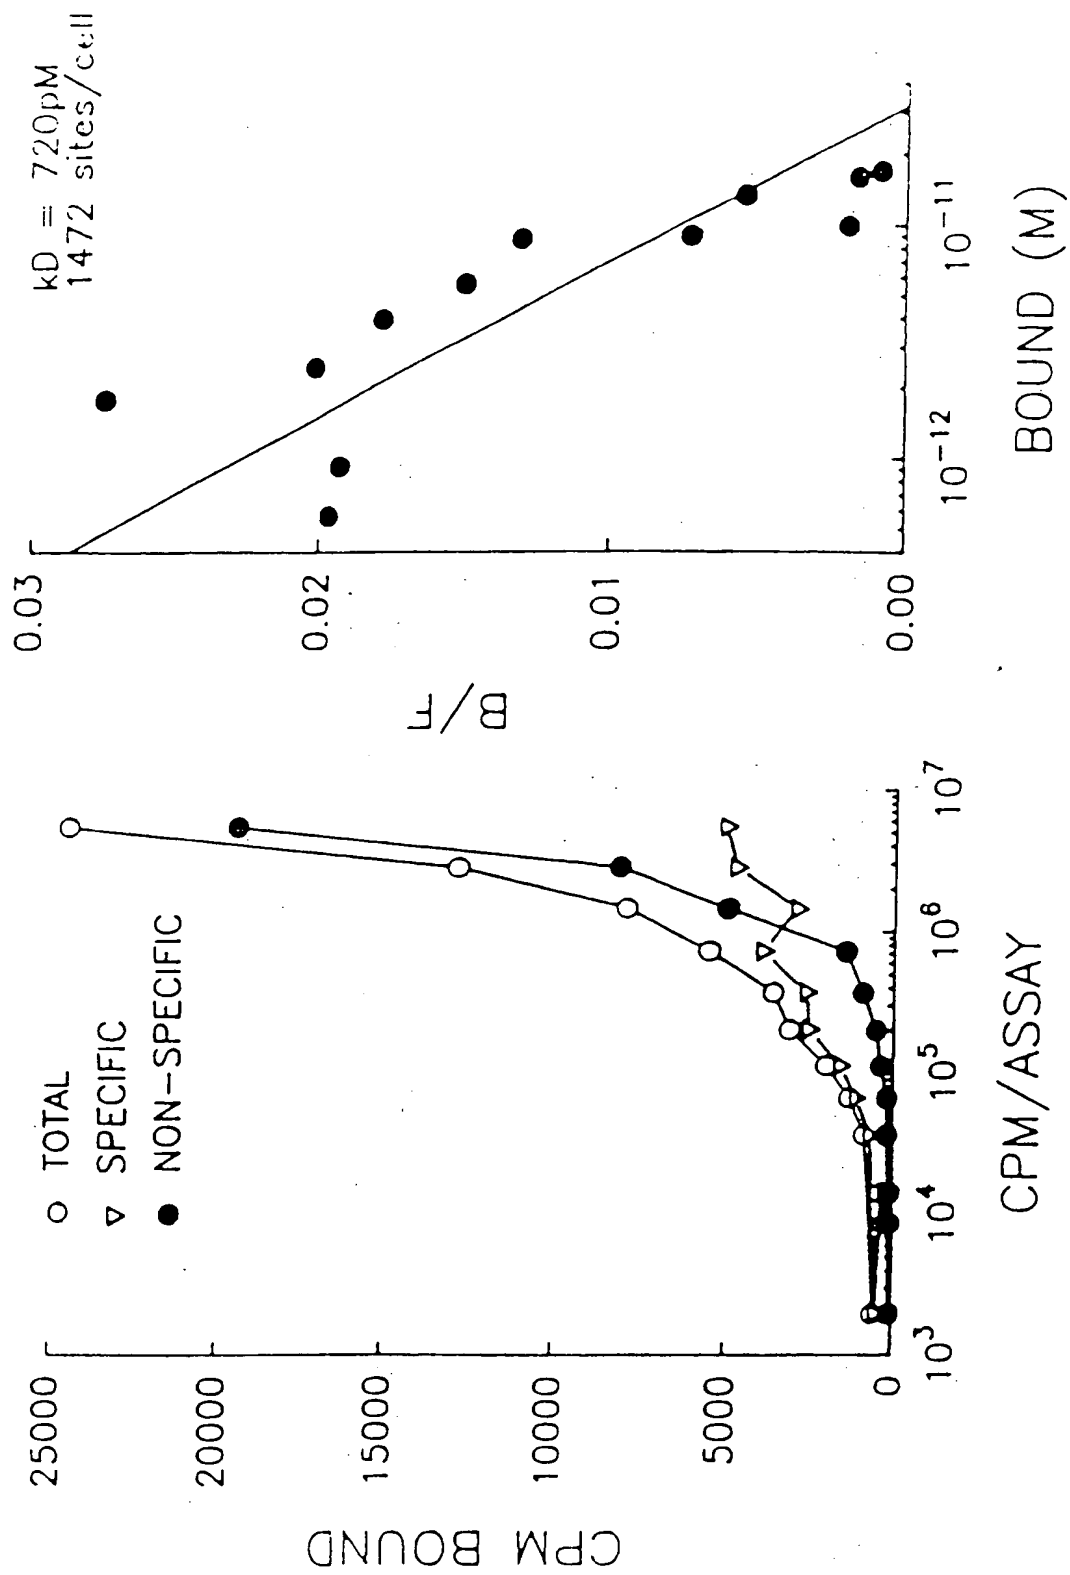 CPM BOUND
25000
20000
15000
10000
5000
0
TOTAL
SPECIFIC
NON-SPECIFIC
10³ 10⁴ 10⁵ 10⁶ 10⁷
CPM/ASSAY
B/F
0.03
0.02
0.01
0.00
kD = 720pM
1472 sites/cell
10⁻¹² 10⁻¹¹
BOUND (M)